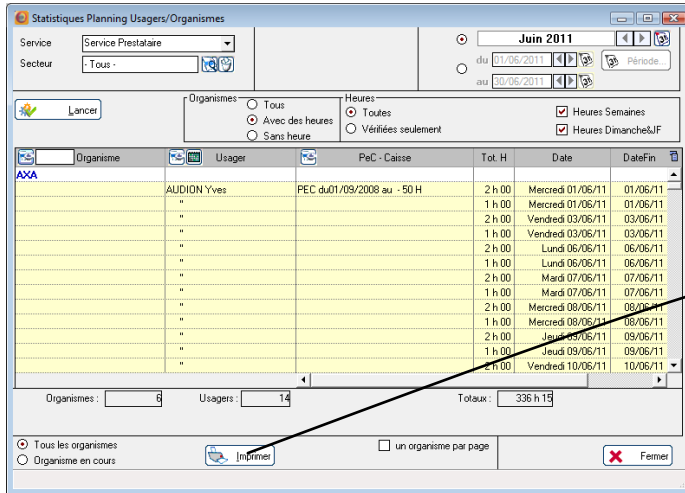 Statistiques Planning Usagers/Organismes
Service Service Prestataire Juin 2011
Secteur - Tous - du 01/06/2011 Période...
au 30/06/2011
Lancer
Organismes Tous Avec des heures Sans heure
Heures Toutes Vérifiées seulement
Heures Semaines
Heures Dimanche&JF
Organisme Usager PeC - Caisse Tot. H Date DateFin
AXA
AUDION Yves PEC du01/09/2008 au - 50 H 2 h 00 Mercredi 01/06/11 01/06/11
" 1 h 00 Mercredi 01/06/11 01/06/11
" 2 h 00 Vendredi 03/06/11 03/06/11
" 1 h 00 Vendredi 03/06/11 03/06/11
" 2 h 00 Lundi 06/06/11 06/06/11
" 1 h 00 Lundi 06/06/11 06/06/11
" 2 h 00 Mardi 07/06/11 07/06/11
" 1 h 00 Mardi 07/06/11 07/06/11
" 2 h 00 Mercredi 08/06/11 08/06/11
" 1 h 00 Mercredi 08/06/11 08/06/11
" 2 h 00 Jeudi 09/06/11 09/06/11
" 1 h 00 Jeudi 09/06/11 09/06/11
" 2 h 00 Vendredi 10/06/11 10/06/11
Organismes : 6 Usagers : 14 Totaux : 336 h 15
Tous les organismes
Organisme en cours
Imprimer
un organisme par page
Fermer